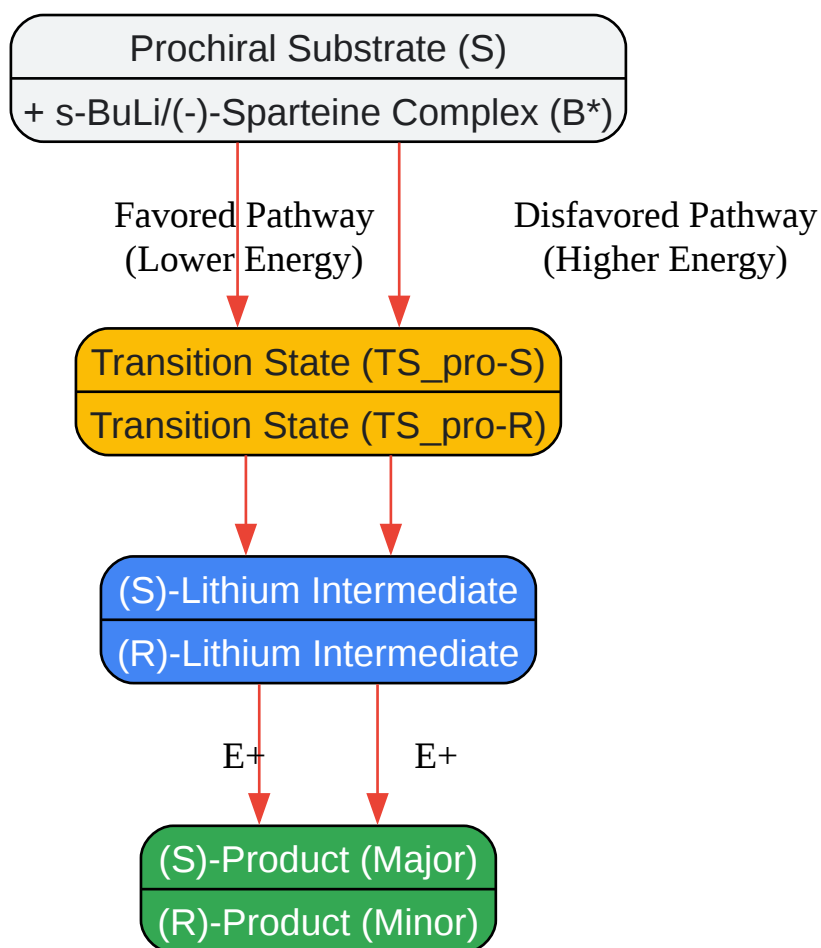 Prochiral Substrate (S)
+ s-BuLi/(-)-Sparteine Complex (B*)
Favored Pathway
(Lower Energy)
Disfavored Pathway
(Higher Energy)
Transition State (TS_pro-S)
Transition State (TS_pro-R)
(S)-Lithium Intermediate
(R)-Lithium Intermediate
E+
E+
(S)-Product (Major)
(R)-Product (Minor)